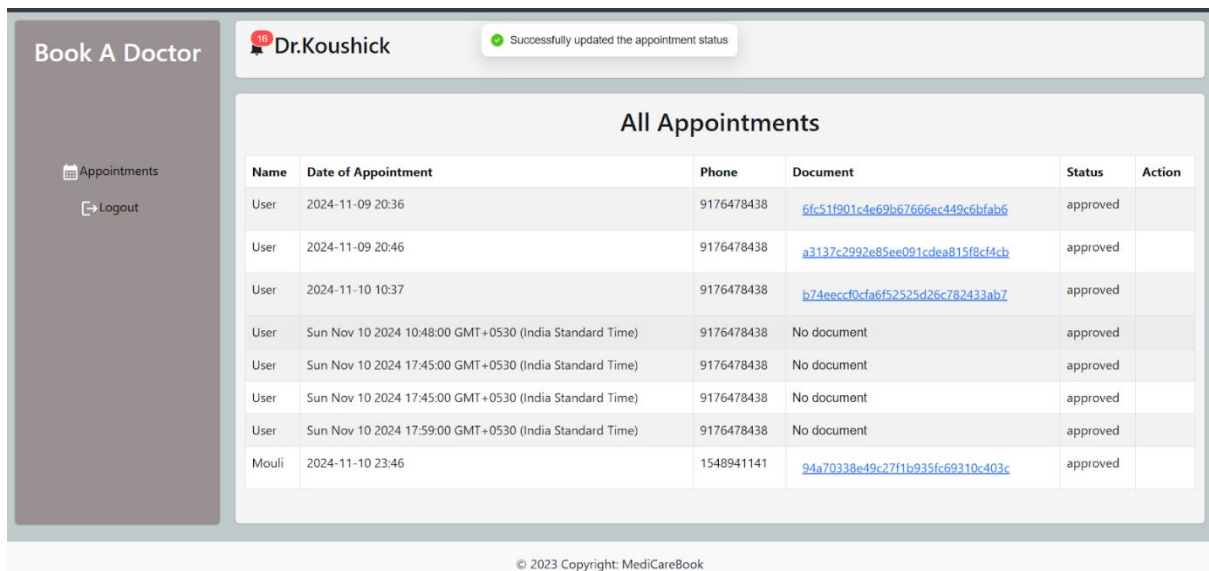 Book A Doctor
16
Dr.Koushick
Successfully updated the appointment status
Appointments
Logout
All Appointments
Name Date of Appointment Phone Document Status Action
User 2024-11-09 20:36 9176478438 6fc51f901c4e69b67666ec449c6bfab6 approved
User 2024-11-09 20:46 9176478438 a3137c2992e85ee091cdea815f8cf4cb approved
User 2024-11-10 10:37 9176478438 b74eeccf0cfa6f52525d26c782433ab7 approved
User Sun Nov 10 2024 10:48:00 GMT+0530 (India Standard Time) 9176478438 No document approved
User Sun Nov 10 2024 17:45:00 GMT+0530 (India Standard Time) 9176478438 No document approved
User Sun Nov 10 2024 17:45:00 GMT+0530 (India Standard Time) 9176478438 No document approved
User Sun Nov 10 2024 17:59:00 GMT+0530 (India Standard Time) 9176478438 No document approved
Mouli 2024-11-10 23:46 1548941141 94a70338e49c27f1b935fc69310c403c approved
© 2023 Copyright: MediCareBook